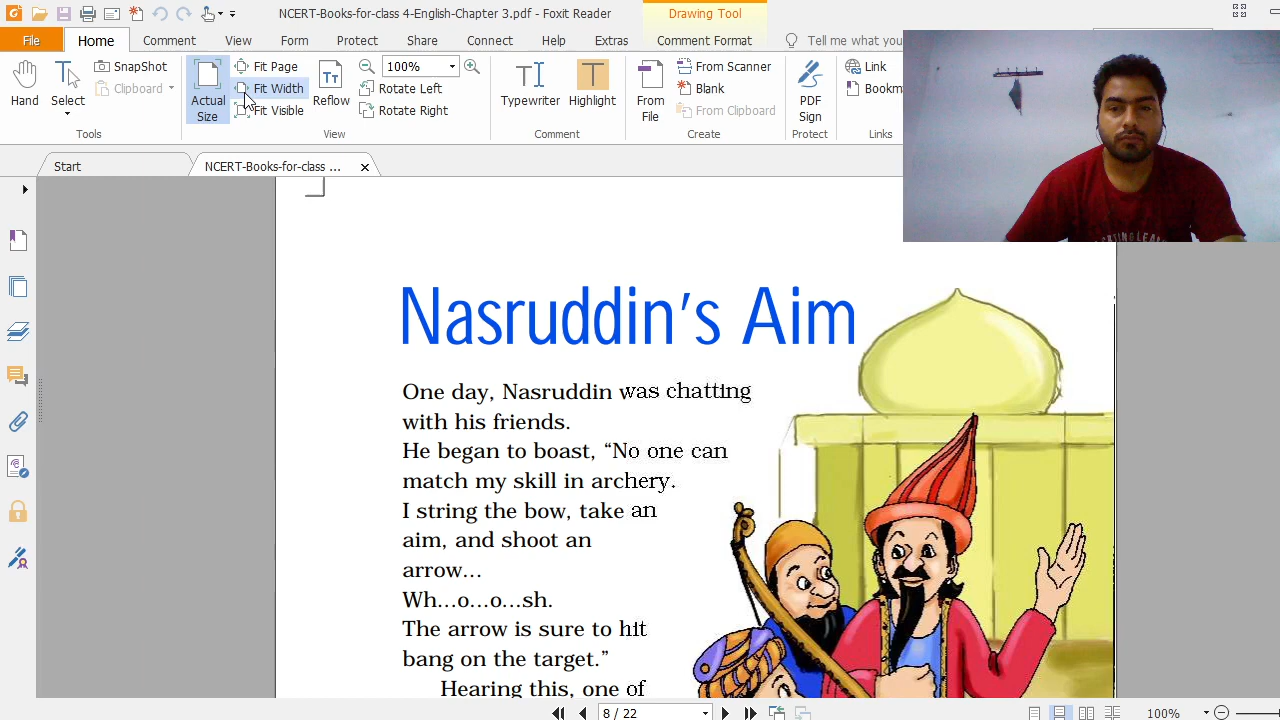 NCERT-Books-for-class 4-English-Chapter 3.pdf - Foxit Reader
Drawing Tool
File Home Comment View Form Protect Share Connect Help Extras Comment Format Tell me what you
Hand
Select
SnapShot
Clipboard
Tools
Actual
Size
Fit Page
Fit Width
Fit Visible
Reflow
100%
Rotate Left
Rotate Right
View
Typewriter
Highlight
Comment
From
File
From Scanner
Blank
From Clipboard
Create
PDF
Sign
Protect
Link
Bookma
Links
Start
NCERT-Books-for-class ...
Nasruddin's Aim
One day, Nasruddin was chatting
with his friends.
He began to boast, “No one can
match my skill in archery.
I string the bow, take an
aim, and shoot an
arrow...
Wh...o...o...sh.
The arrow is sure to hit
bang on the target.”
Hearing this, one of
8 / 22
100%